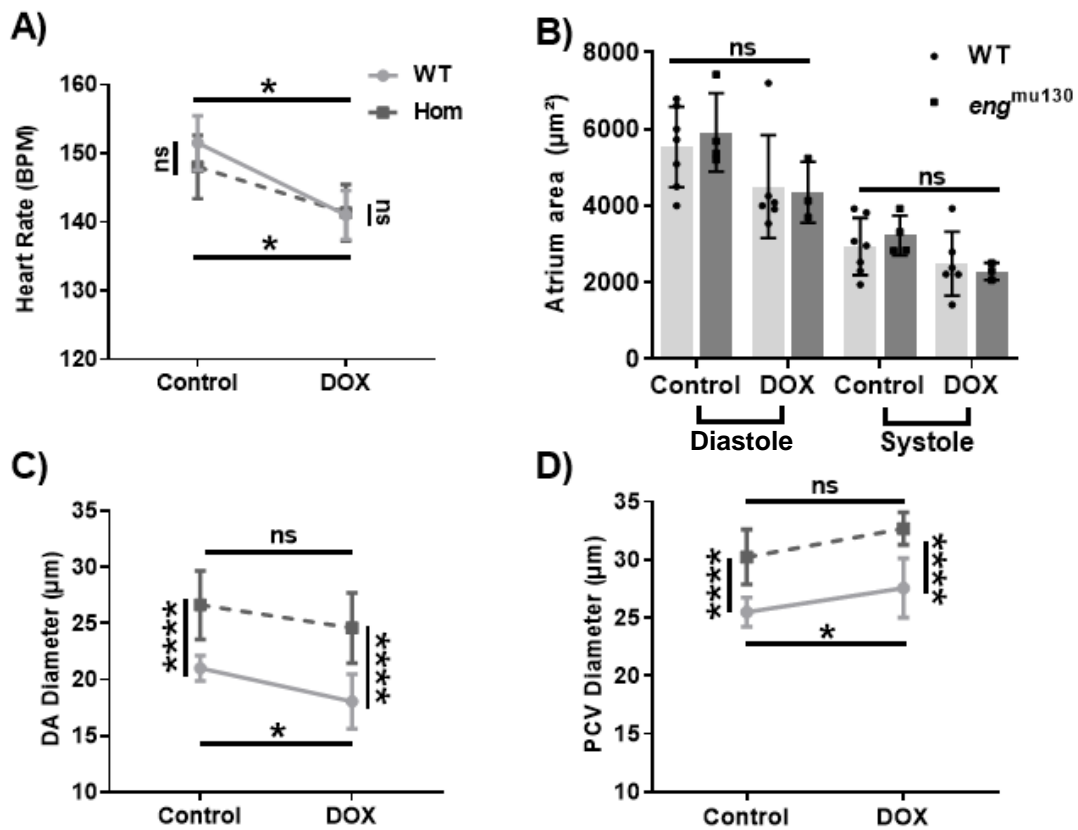 A)
Heart Rate (BPM)
160
150
140
130
120
*
ns
ns
*
WT
Hom
Control DOX
B)
Atrium area (µm²)
8000
6000
4000
2000
0
ns
ns
WT
eng^mu130
Control DOX Control DOX
Diastole Systole
C)
DA Diameter (µm)
35
30
25
20
15
10
ns
****
****
*
Control DOX
D)
PCV Diameter (µm)
35
30
25
20
15
10
ns
****
****
*
Control DOX